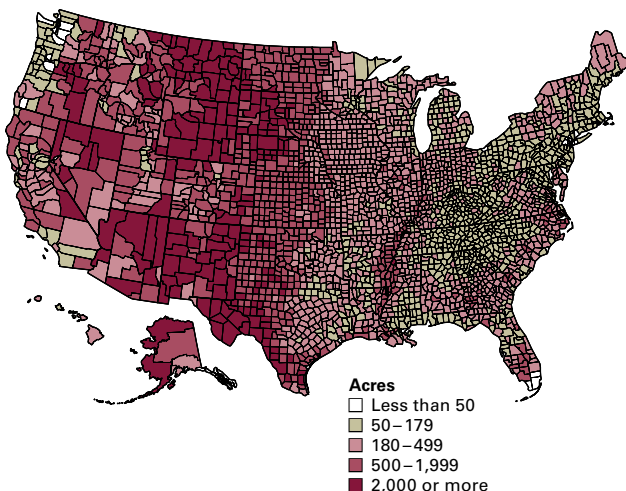 Acres
Less than 50
50–179
180–499
500–1,999
2,000 or more